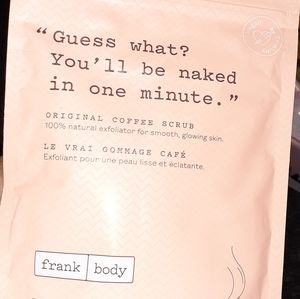 “Guess what?
You’ll be naked
in one minute.”
ORIGINAL COFFEE SCRUB
100% natural exfoliator for smooth, glowing skin.
LE VRAI GOMMAGE CAFÉ
Exfoliant pour une peau lisse et éclatante.
frank body